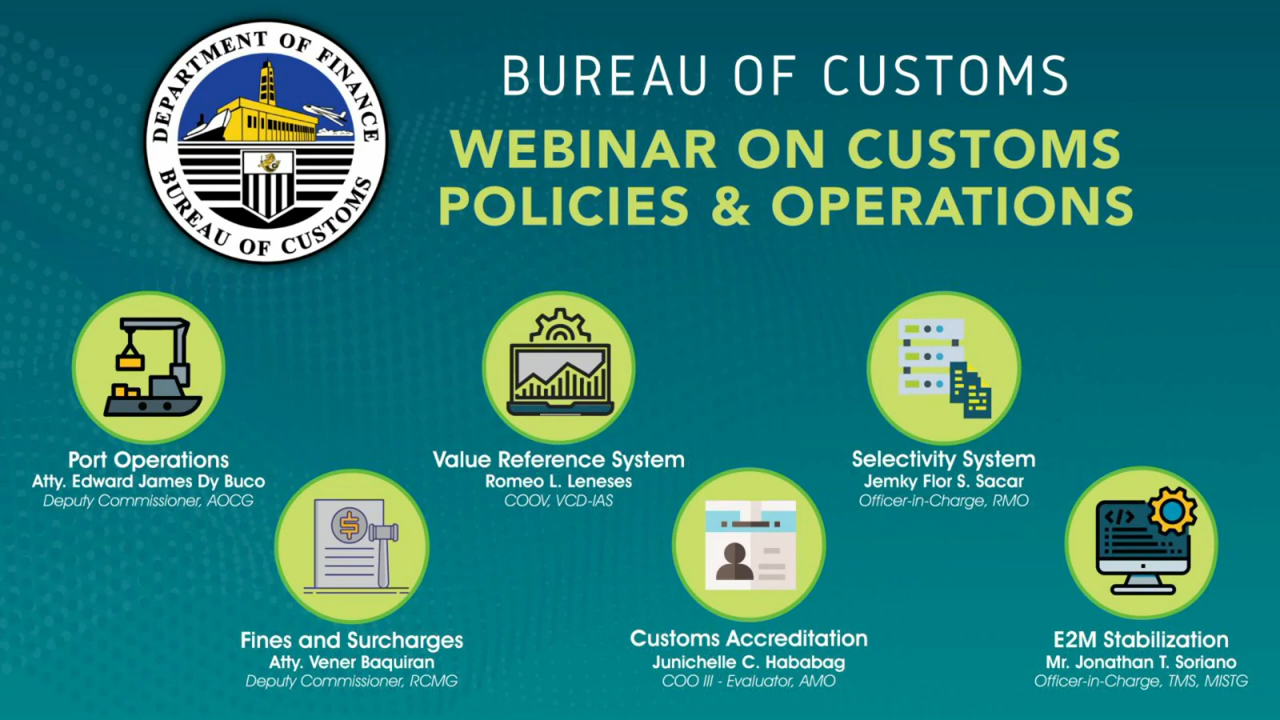 DEPARTMENT OF FINANCE
BUREAU OF CUSTOMS
BUREAU OF CUSTOMS
WEBINAR ON CUSTOMS
POLICIES & OPERATIONS
Port Operations
Atty. Edward James Dy Buco
Deputy Commissioner, AOCG
Value Reference System
Romeo L. Leneses
COOV, VCD-IAS
Selectivity System
Jemky Flor S. Sacar
Officer-in-Charge, RMO
Fines and Surcharges
Atty. Vener Baquiran
Deputy Commissioner, RCMG
Customs Accreditation
Junichelle C. Hababag
COO III - Evaluator, AMO
E2M Stabilization
Mr. Jonathan T. Soriano
Officer-in-Charge, TMS, MISTG